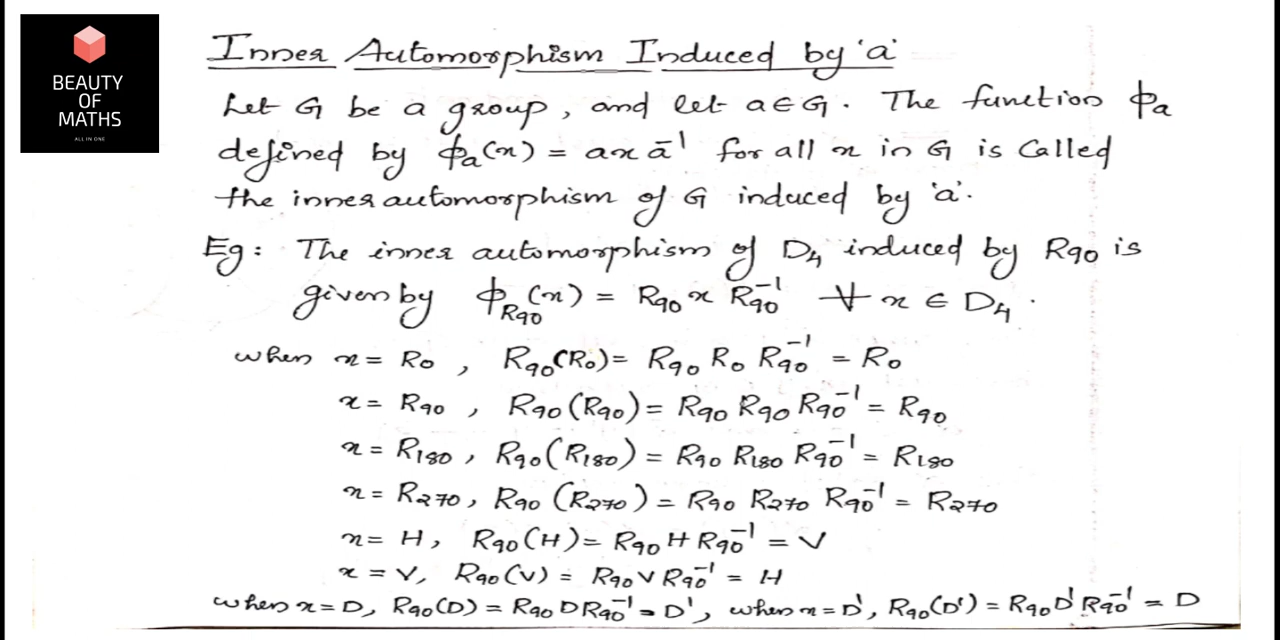 BEAUTY
OF
MATHS
ALL IN ONE
Inner Automorphism Induced by 'a'
Let G be a group, and let a ∈ G. The function ϕₐ
defined by ϕₐ(x) = axa⁻¹ for all x in G is Called
the inner automorphism of G induced by 'a'.
Eg: The inner automorphism of D₄ induced by R₉₀ is
given by ϕ_R₉₀(x) = R₉₀ x R₉₀⁻¹ ∀ x ∈ D₄.
when x = R₀, R₉₀(R₀) = R₉₀ R₀ R₉₀⁻¹ = R₀
x = R₉₀, R₉₀(R₉₀) = R₉₀ R₉₀ R₉₀⁻¹ = R₉₀
x = R₁₈₀, R₉₀(R₁₈₀) = R₉₀ R₁₈₀ R₉₀⁻¹ = R₁₈₀
x = R₂₇₀, R₉₀(R₂₇₀) = R₉₀ R₂₇₀ R₉₀⁻¹ = R₂₇₀
x = H, R₉₀(H) = R₉₀ H R₉₀⁻¹ = V
x = V, R₉₀(V) = R₉₀ V R₉₀⁻¹ = H
when x = D, R₉₀(D) = R₉₀ D R₉₀⁻¹ = D', when x = D', R₉₀(D') = R₉₀ D' R₉₀⁻¹ = D